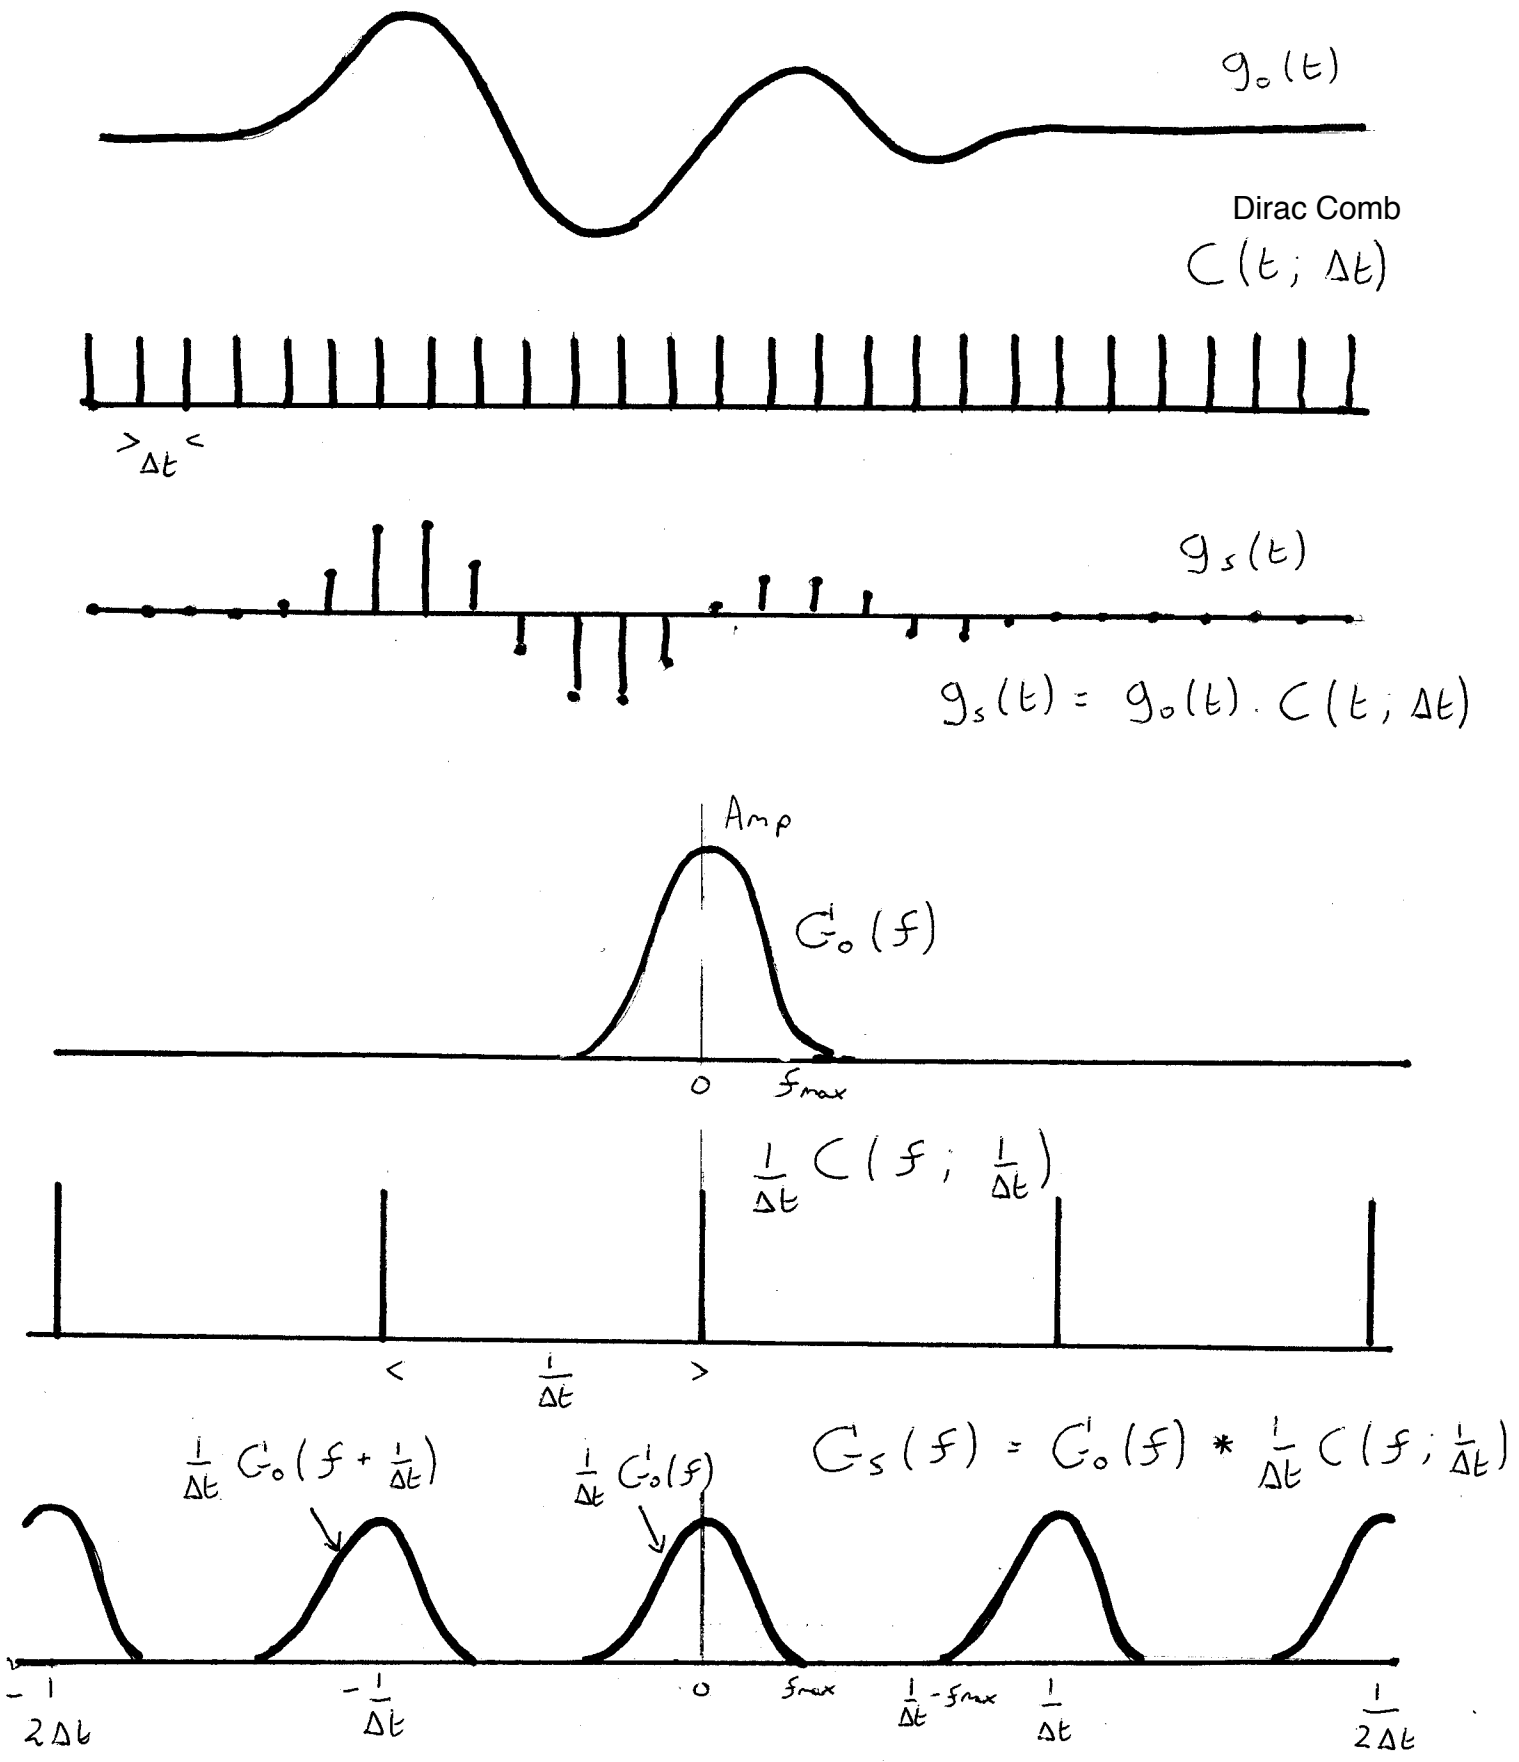 g₀(t)
Dirac Comb
C(t; Δt)
> Δt <
gₛ(t)
gₛ(t) = g₀(t) . C(t; Δt)
Amp
G₀(f)
0 fmax
1/Δt C(f; 1/Δt)
< 1/Δt >
1/Δt G₀(f + 1/Δt) 1/Δt G₀(f) Gₛ(f) = G₀(f) * 1/Δt C(f; 1/Δt)
-1/2Δt -1/Δt 0 fmax 1/Δt - fmax 1/Δt 1/2Δt